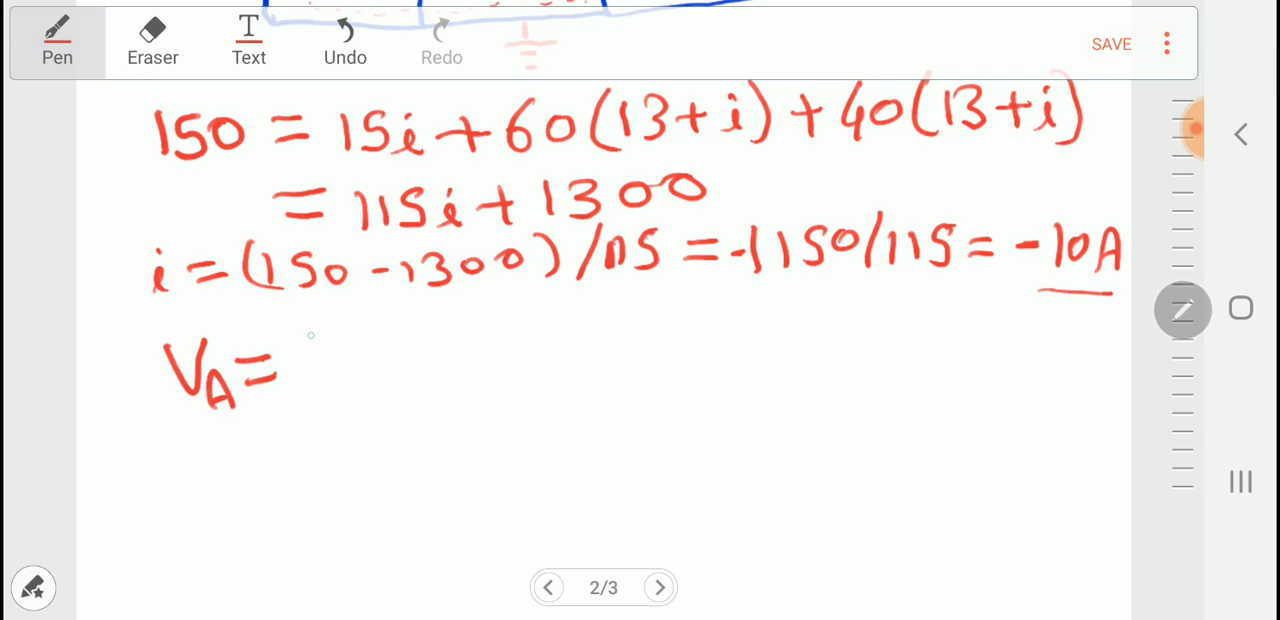 Pen Eraser Text Undo Redo SAVE
150 = 15i + 60(13+i) + 40(13+i)
= 115i + 1300
i = (150 - 1300) / 115 = -1150/115 = -10A
VA =
2/3